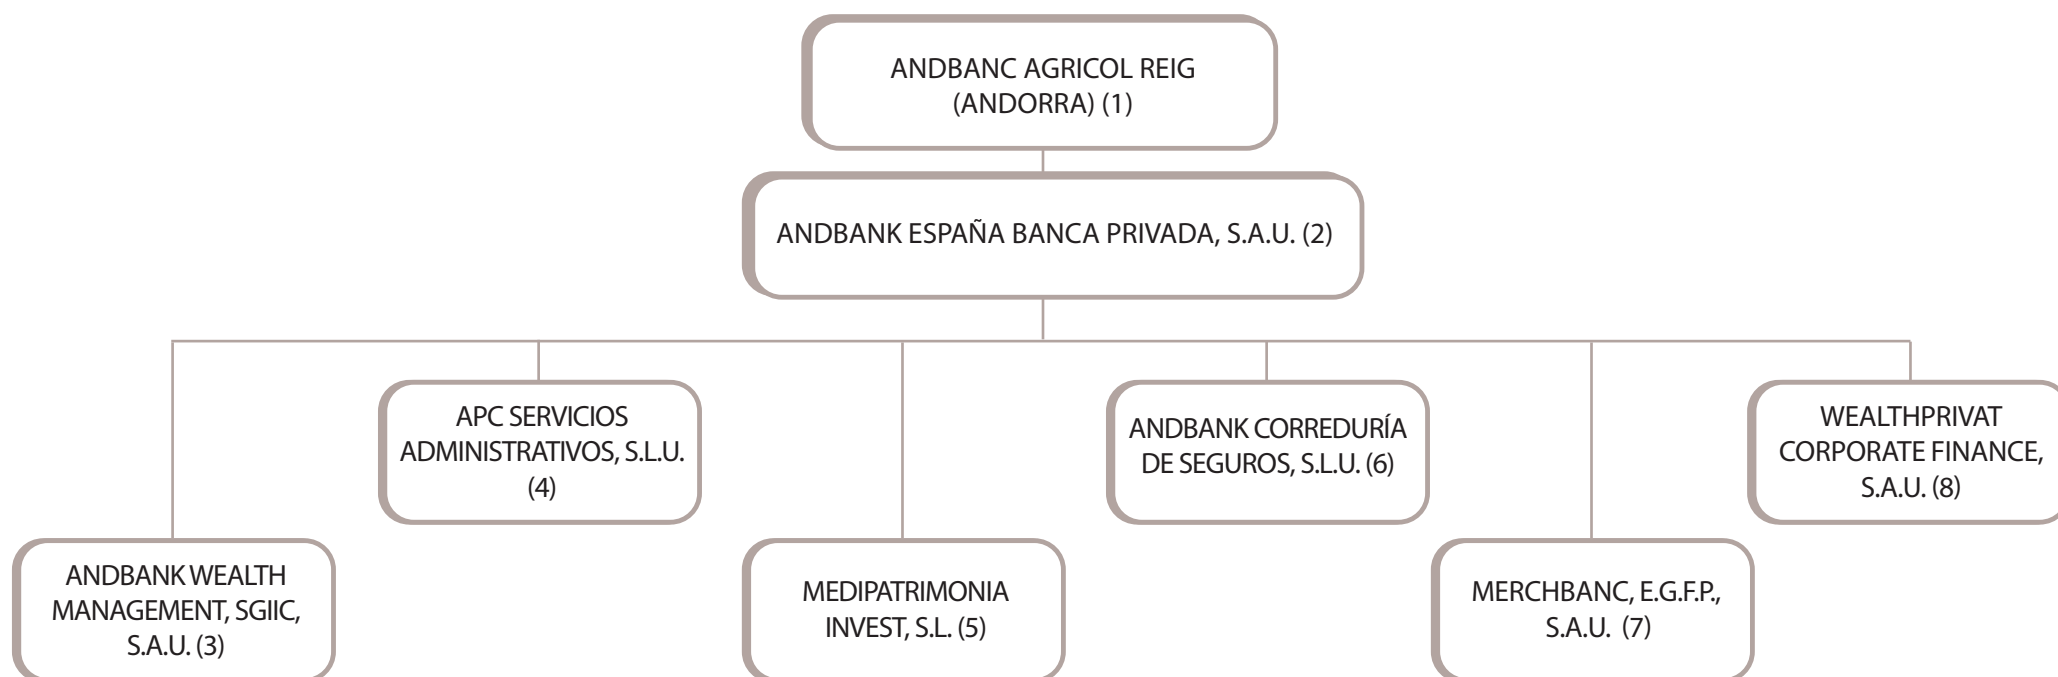 ANDBANC AGRICOL REIG
(ANDORRA) (1)
ANDBANK ESPAÑA BANCA PRIVADA, S.A.U. (2)
APC SERVICIOS
ADMINISTRATIVOS, S.L.U.
(4)
ANDBANK CORREDURÍA
DE SEGUROS, S.L.U. (6)
WEALTHPRIVAT
CORPORATE FINANCE,
S.A.U. (8)
ANDBANK WEALTH
MANAGEMENT, SGIIC,
S.A.U. (3)
MEDIPATRIMONIA
INVEST, S.L. (5)
MERCHBANC, E.G.F.P.,
S.A.U. (7)